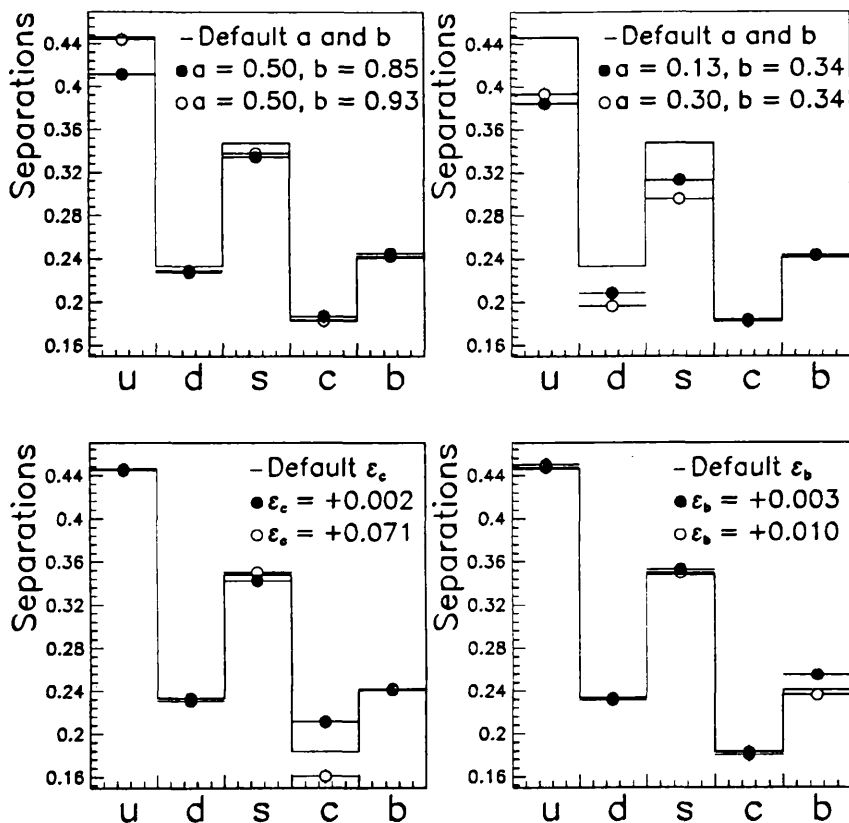 Separations
0.44
0.4
0.36
0.32
0.28
0.24
0.2
0.16
– Default a and b
● a = 0.50, b = 0.85
○ a = 0.50, b = 0.93
u d s c b
Separations
0.44
0.4
0.36
0.32
0.28
0.24
0.2
0.16
– Default a and b
● a = 0.13, b = 0.34
○ a = 0.30, b = 0.34
u d s c b
Separations
0.44
0.4
0.36
0.32
0.28
0.24
0.2
0.16
– Default ε_c
● ε_c = +0.002
○ ε_c = +0.071
u d s c b
Separations
0.44
0.4
0.36
0.32
0.28
0.24
0.2
0.16
– Default ε_b
● ε_b = +0.003
○ ε_b = +0.010
u d s c b